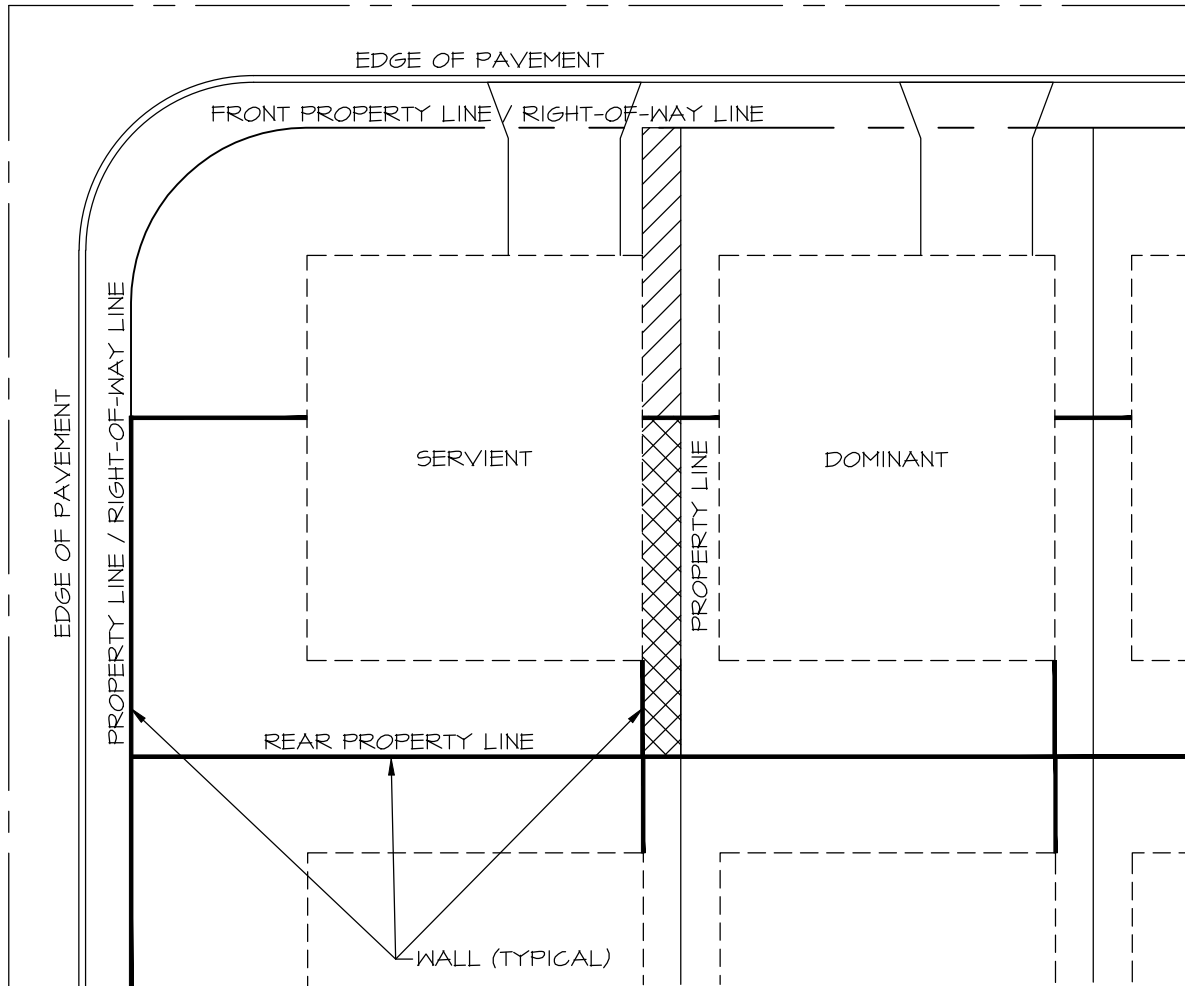 EDGE OF PAVEMENT
FRONT PROPERTY LINE / RIGHT-OF-WAY LINE
EDGE OF PAVEMENT
PROPERTY LINE / RIGHT-OF-WAY LINE
SERVIENT
PROPERTY LINE
DOMINANT
REAR PROPERTY LINE
WALL (TYPICAL)